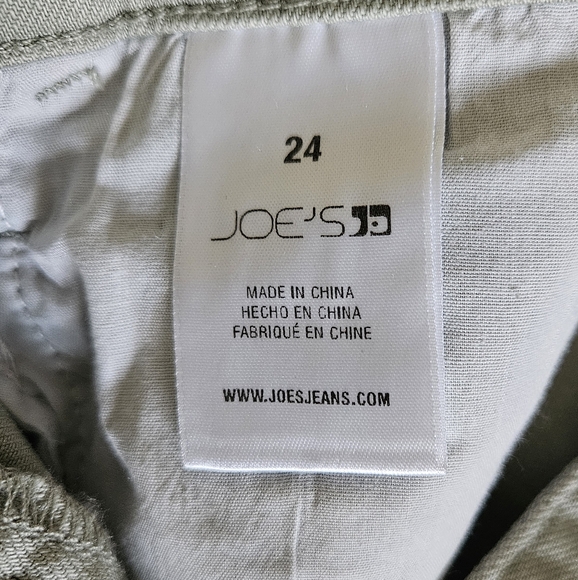 24
JOE'S
MADE IN CHINA
HECHO EN CHINA
FABRIQUÉ EN CHINE
WWW.JOESJEANS.COM